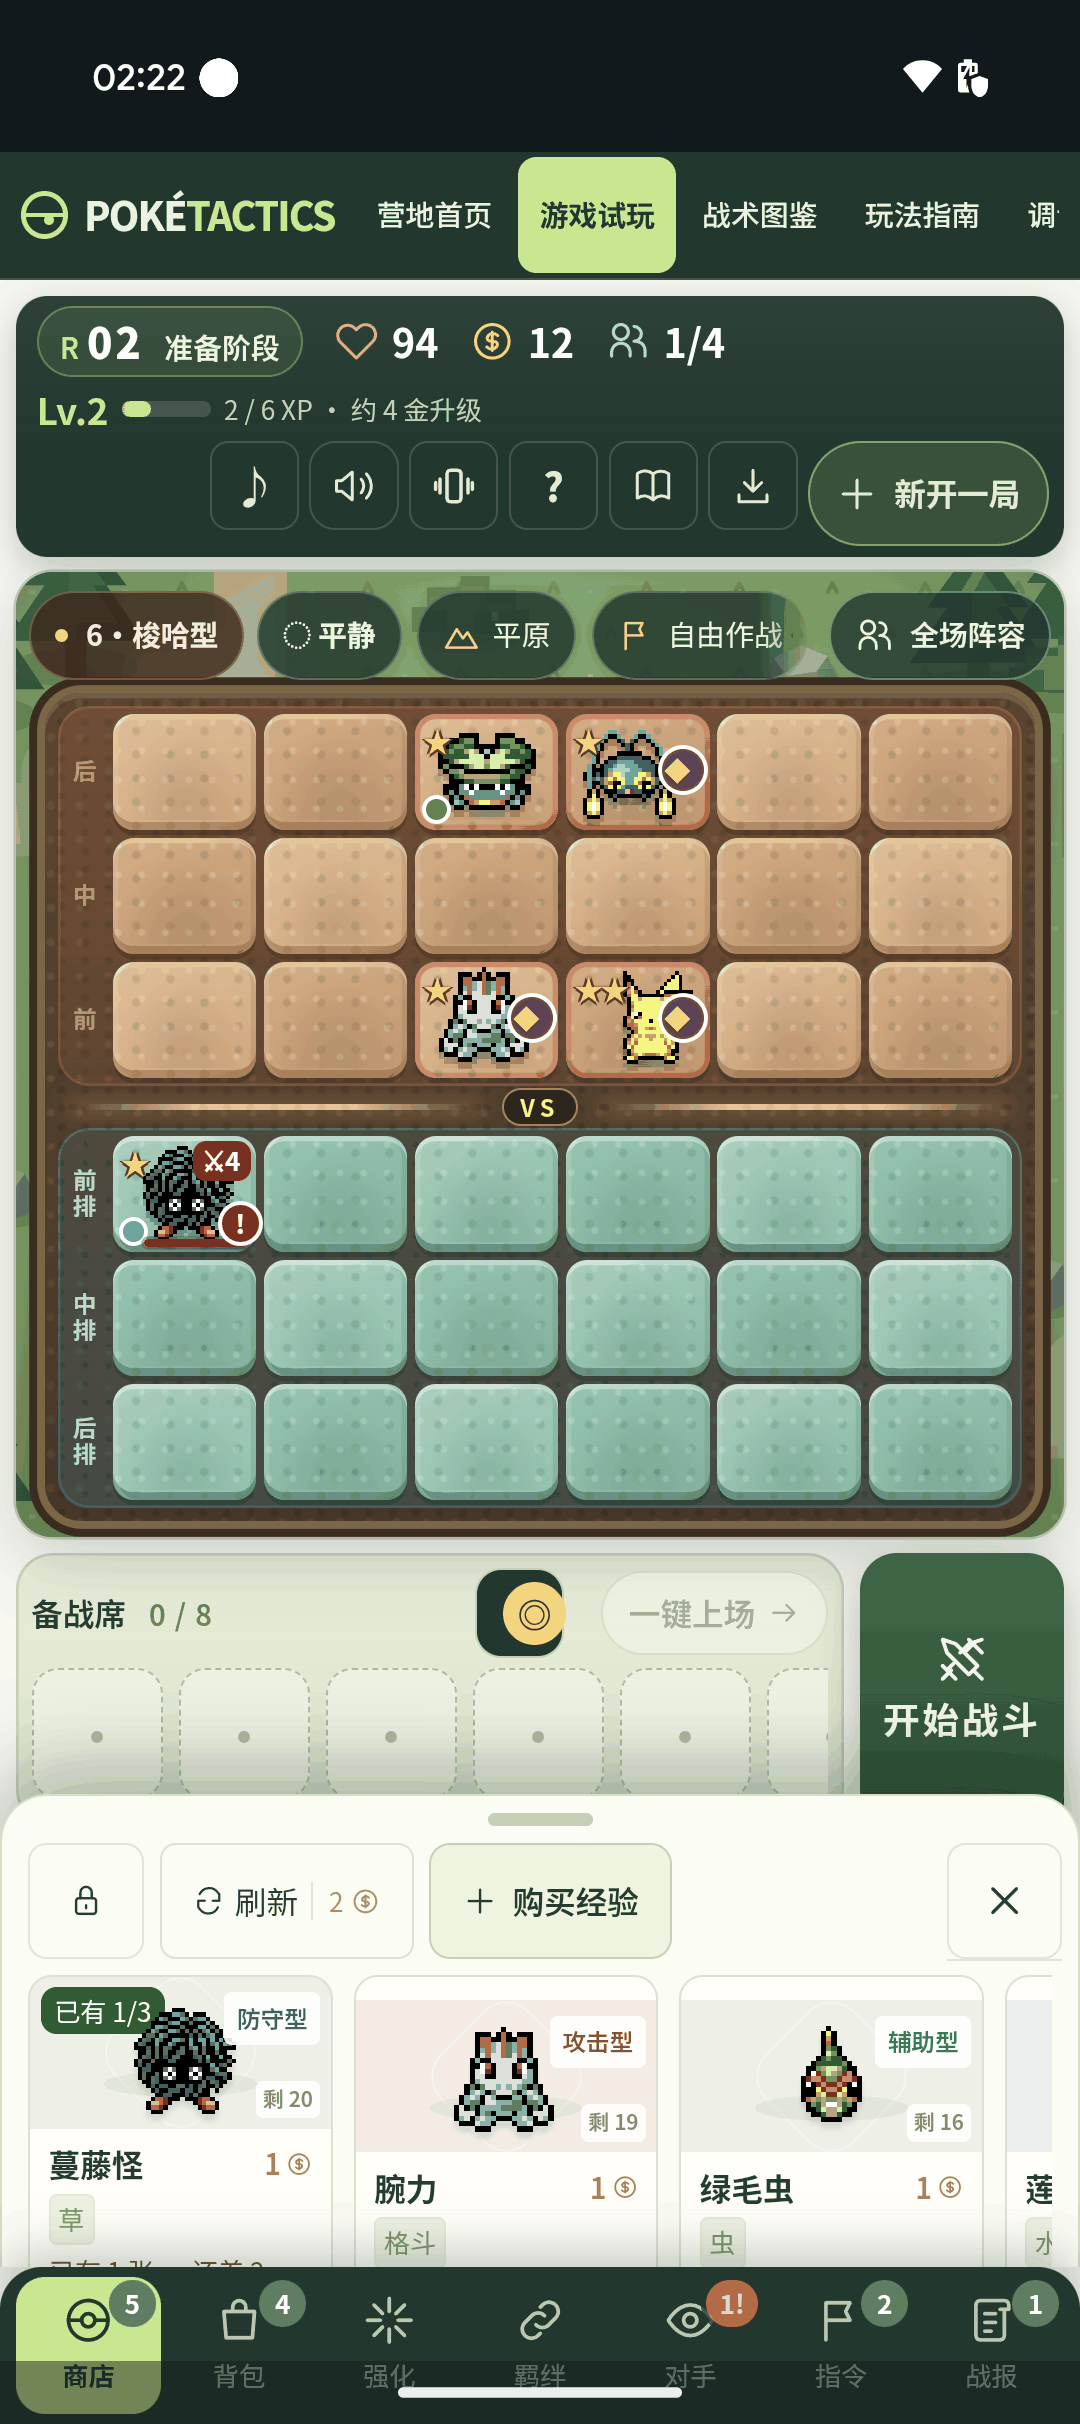 02:22
POKÉTACTICS 营地首页 游戏试玩 战术图鉴 玩法指南 调
R 02 准备阶段 94 12 1/4
Lv.2 2 / 6 XP · 约 4 金升级
? + 新开一局
6 · 梭哈型 平静 平原 自由作战 全场阵容
后
中
前
VS
前排 4 !
中排
后排
备战席 0 / 8 一键上场 →
开始战斗
刷新 2 + 购买经验
已有 1/3 防守型 攻击型 辅助型
剩 20 剩 19 剩 16
蔓藤怪 1 腕力 1 绿毛虫 1 莲
草 格斗 虫 水
5 4 1! 2 1
商店 背包 强化 羁绊 对手 指令 战报